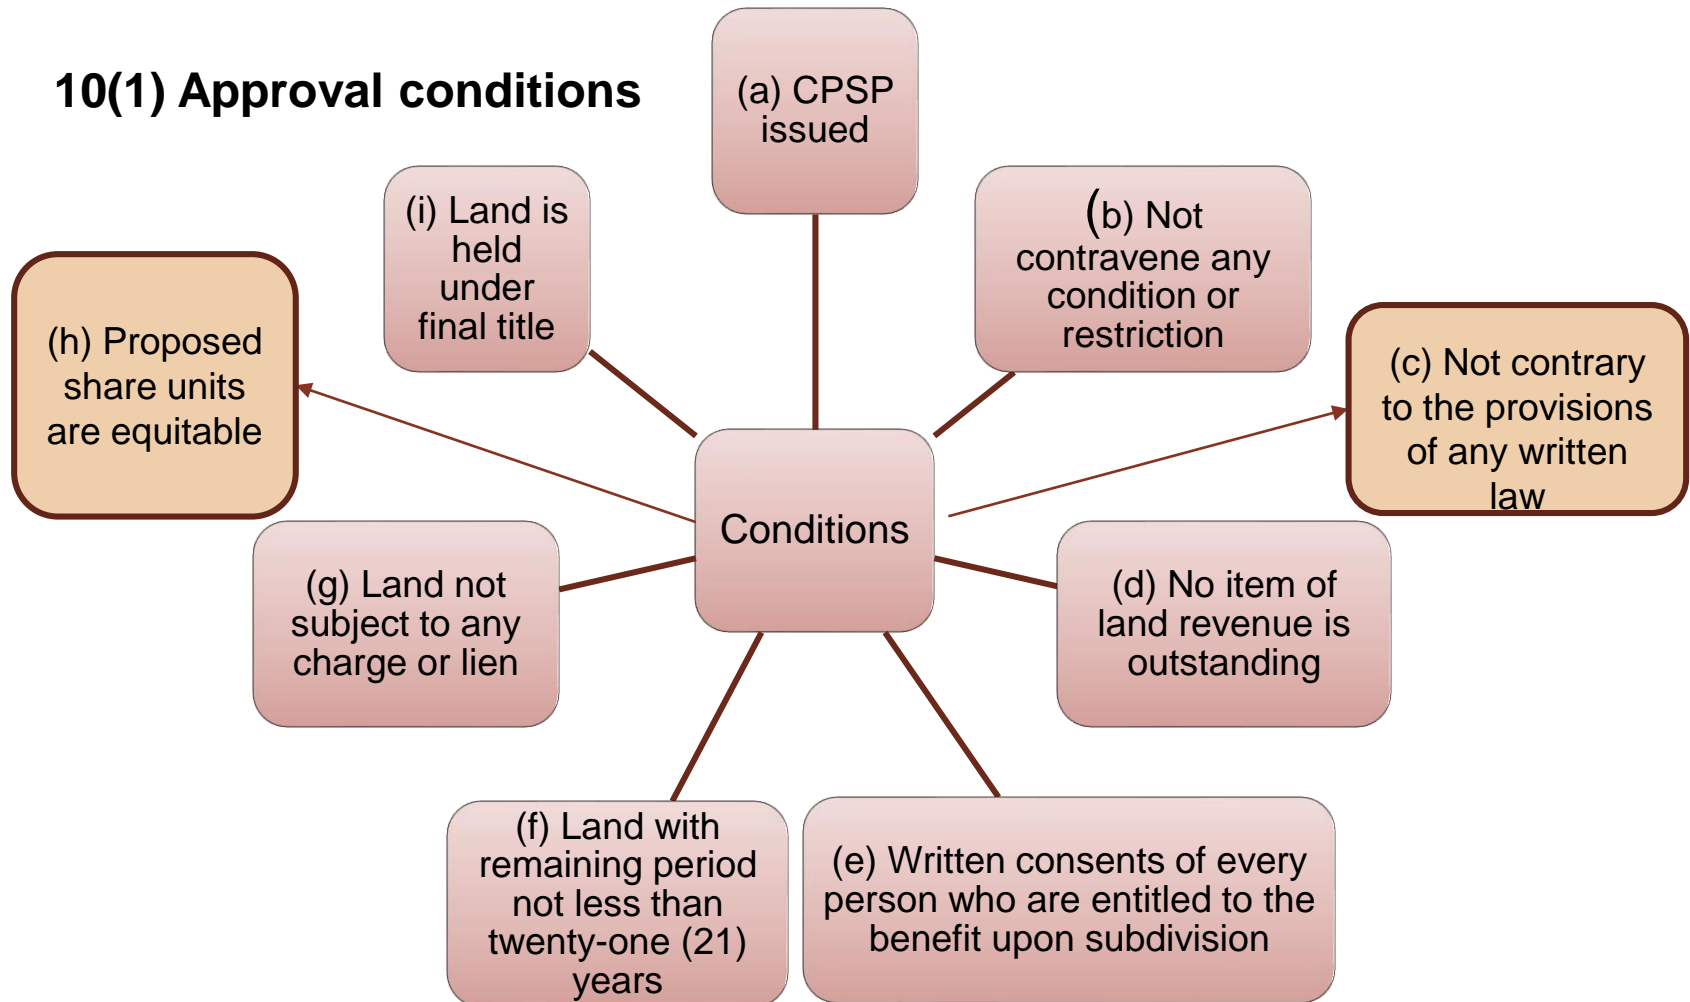 10(1) Approval conditions
(a) CPSP
issued
(b) Not
contravene any
condition or
restriction
(c) Not contrary
to the provisions
of any written
law
(d) No item of
land revenue is
outstanding
(e) Written consents of every
person who are entitled to the
benefit upon subdivision
(f) Land with
remaining period
not less than
twenty-one (21)
years
(g) Land not
subject to any
charge or lien
(h) Proposed
share units
are equitable
(i) Land is
held
under
final title
Conditions